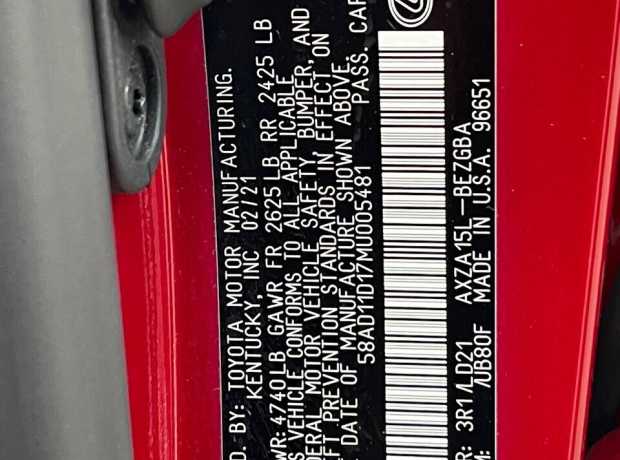 D. BY: TOYOTA MOTOR MANUFACTURING.
KENTUCKY, INC 02/21
WR: 4740LB GAWR FR 2625LB RR 2425 LB
S VEHICLE CONFORMS TO ALL APPLICABLE
DERAL MOTOR VEHICLE SAFETY, BUMPER, AND
EFT PREVENTION STANDARDS IN EFFECT ON
E DATE OF MANUFACTURE SHOWN ABOVE.
58AD11D17MU005481 PASS. CAR
R: 3R1/LD21 AXZA15L-BEZGBA
M: /UB80F MADE IN U.S.A. 96651